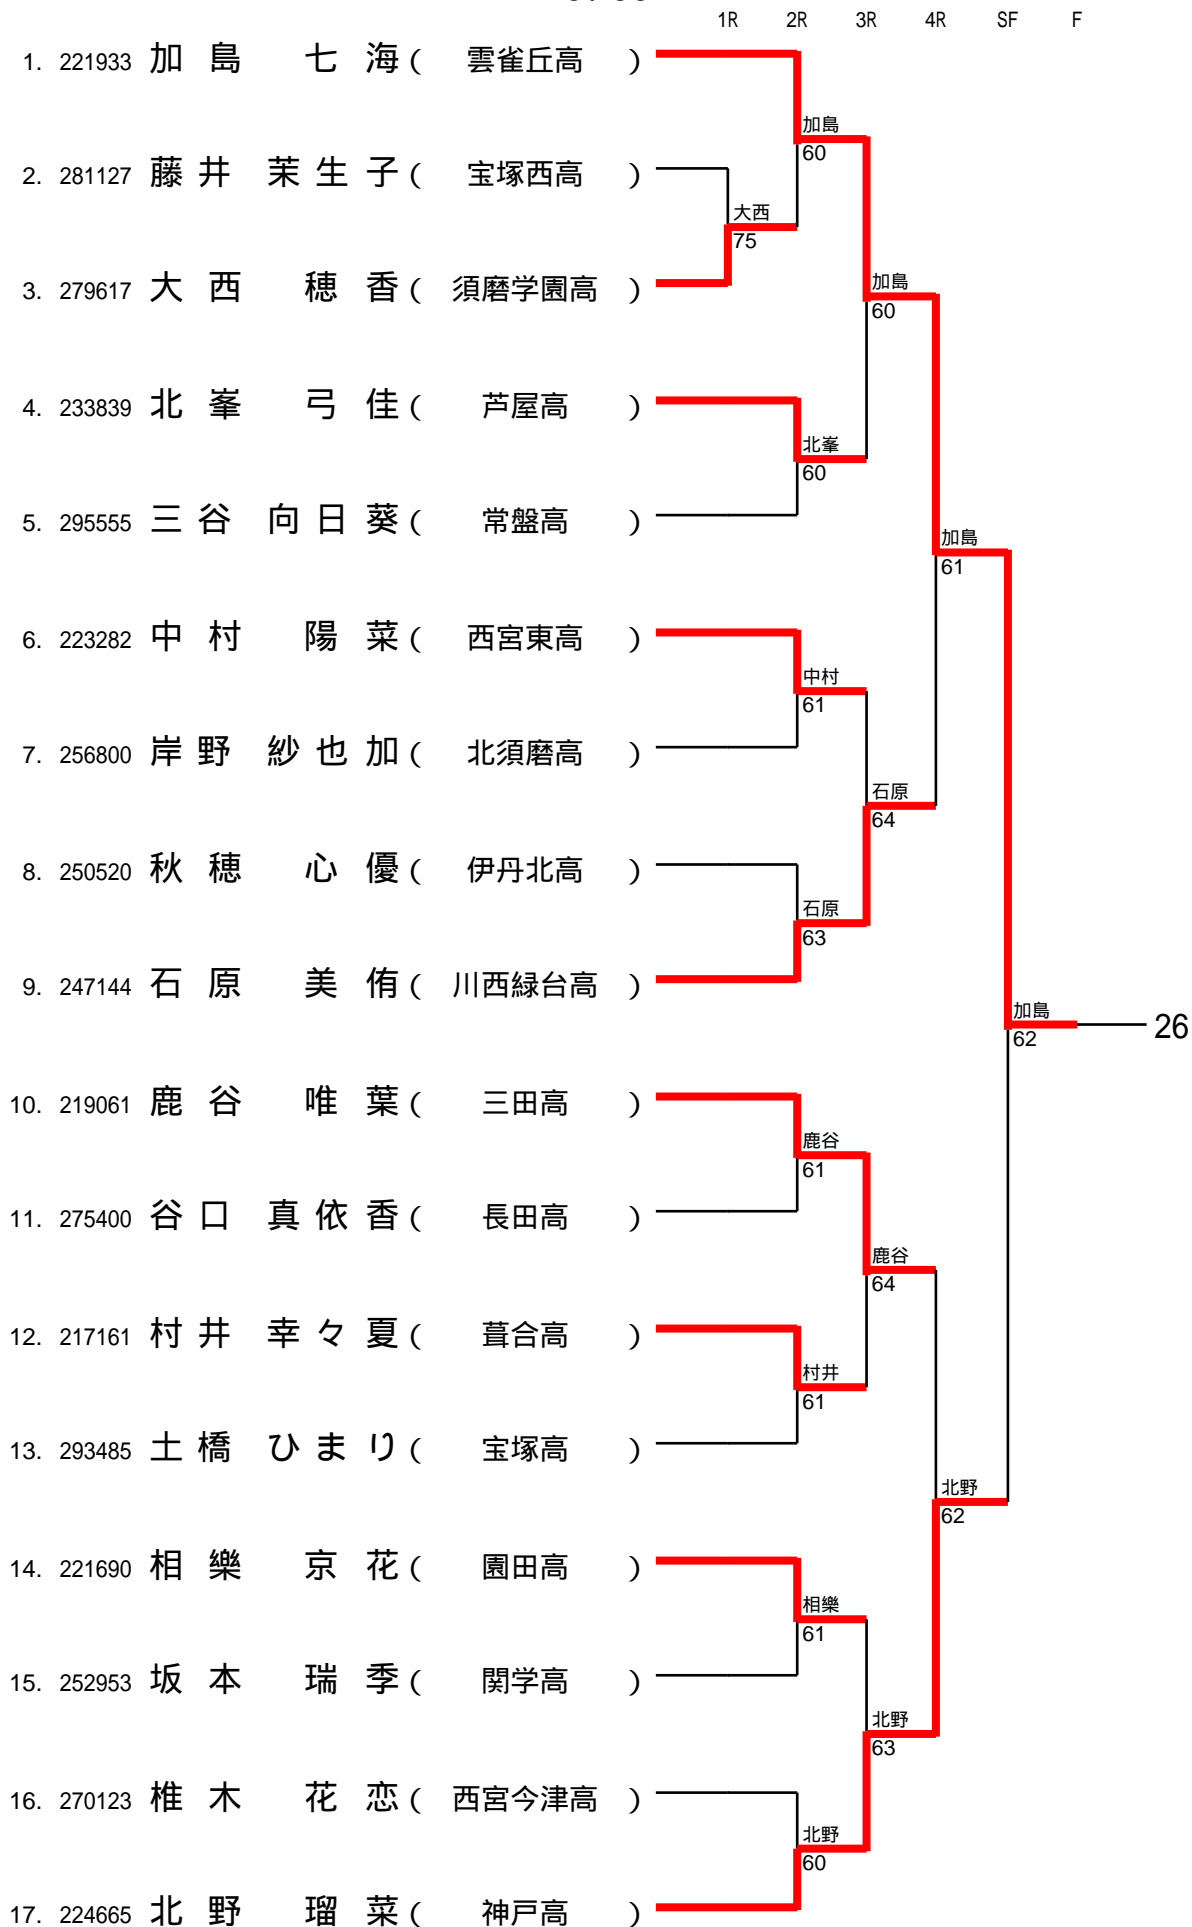 1R 2R 3R 4R SF F
1. 221933 加島 七海 ( 雲雀丘高 )
加島
60
2. 281127 藤井 茉生子 ( 宝塚西高 )
大西
75
3. 279617 大西 穂香 ( 須磨学園高 )
加島
60
4. 233839 北峯 弓佳 ( 芦屋高 )
北峯
60
5. 295555 三谷 向日葵 ( 常盤高 )
加島
61
6. 223282 中村 陽菜 ( 西宮東高 )
中村
61
7. 256800 岸野 紗也加 ( 北須磨高 )
石原
64
8. 250520 秋穂 心優 ( 伊丹北高 )
石原
63
9. 247144 石原 美侑 ( 川西緑台高 )
加島
62
26
10. 219061 鹿谷 唯葉 ( 三田高 )
鹿谷
61
11. 275400 谷口 真依香 ( 長田高 )
鹿谷
64
12. 217161 村井 幸々夏 ( 葺合高 )
村井
61
13. 293485 土橋 ひまり ( 宝塚高 )
北野
62
14. 221690 相樂 京花 ( 園田高 )
相樂
61
15. 252953 坂本 瑞季 ( 関学高 )
北野
63
16. 270123 椎木 花恋 ( 西宮今津高 )
北野
60
17. 224665 北野 瑠菜 ( 神戸高 )